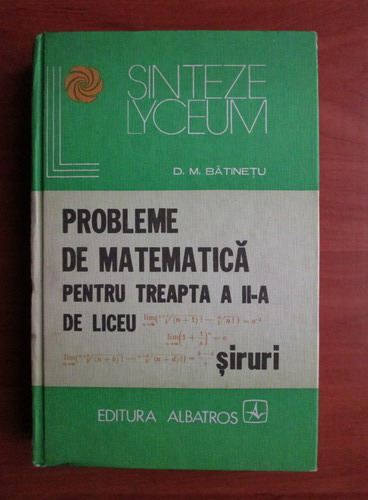 SINTEZE
LYCEUM
D. M. BĂTINEȚU
PROBLEME
DE MATEMATICĂ
PENTRU TREAPTA A II-A
DE LICEU
șiruri
EDITURA ALBATROS